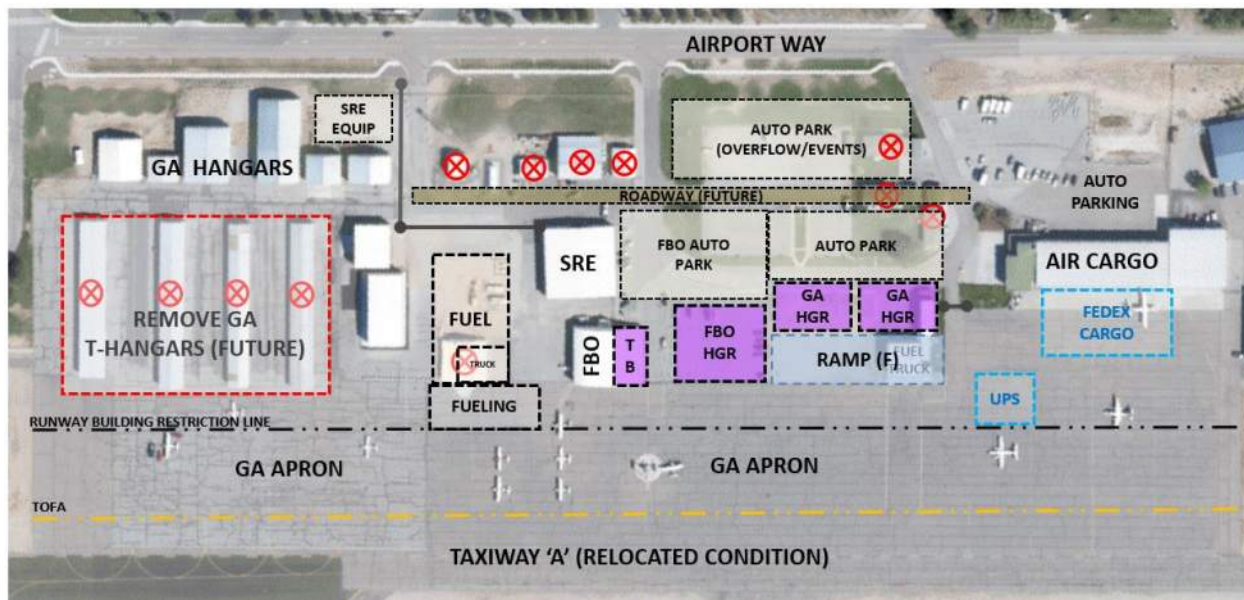 AIRPORT WAY
SRE
EQUIP
AUTO PARK
(OVERFLOW/EVENTS)
GA HANGARS
ROADWAY (FUTURE)
AUTO
PARKING
FBO AUTO
PARK
AUTO PARK
SRE
AIR CARGO
REMOVE GA
T-HANGARS (FUTURE)
FUEL
TRUCK
FUELING
FBO
T
B
FBO
HGR
GA
HGR
GA
HGR
RAMP (F)
FUEL
TRUCK
FEDEX
CARGO
UPS
RUNWAY BUILDING RESTRICTION LINE
GA APRON
GA APRON
TOFA
TAXIWAY ‘A’ (RELOCATED CONDITION)